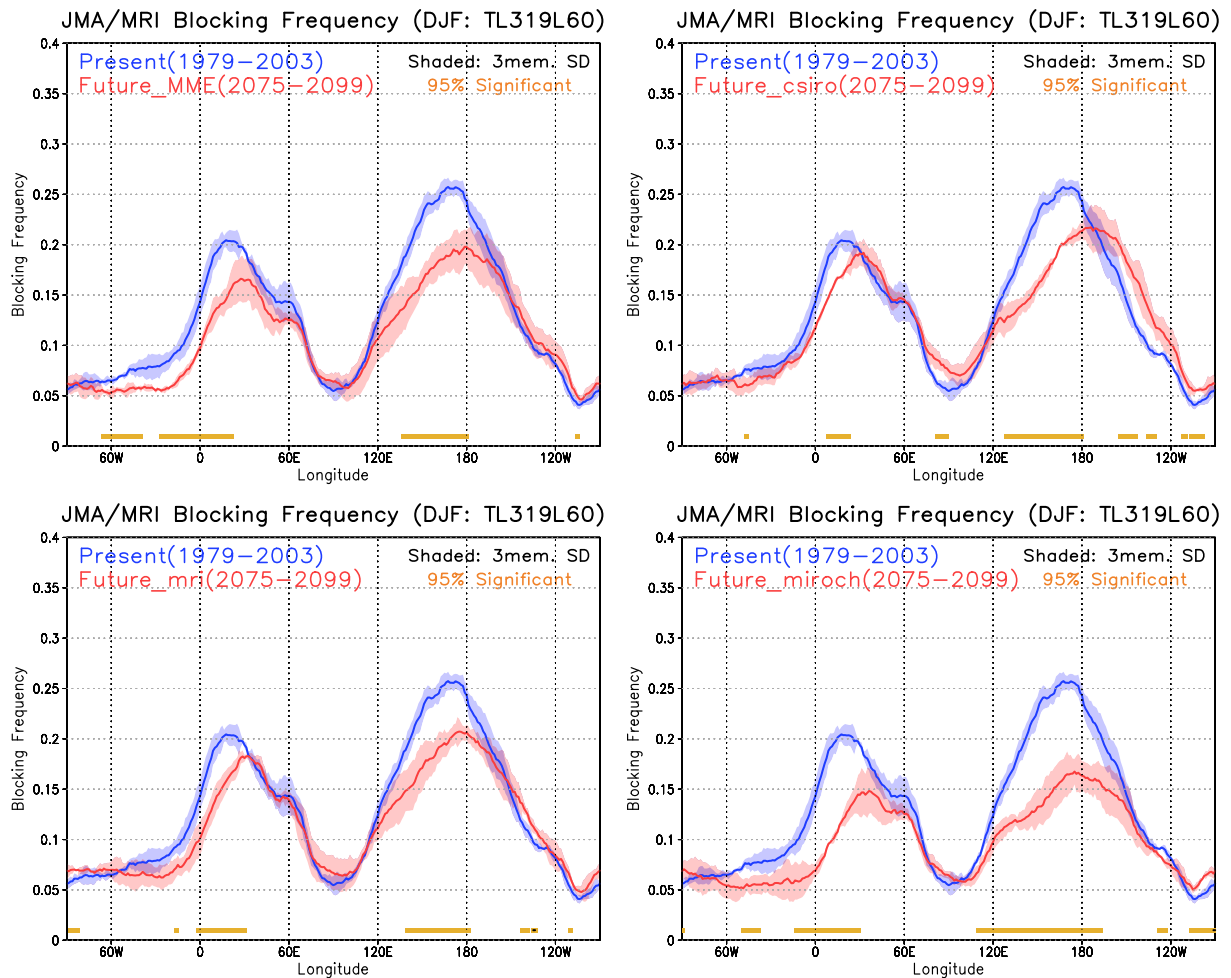 JMA/MRI Blocking Frequency (DJF: TL319L60)
Present(1979−2003)
Shaded: 3mem. SD
Future_MME(2075−2099)
95% Significant
Blocking Frequency
0.4
0.35
0.3
0.25
0.2
0.15
0.1
0.05
0
60W 0 60E 120E 180 120W
Longitude
JMA/MRI Blocking Frequency (DJF: TL319L60)
Present(1979−2003)
Shaded: 3mem. SD
Future_csiro(2075−2099)
95% Significant
Blocking Frequency
0.4
0.35
0.3
0.25
0.2
0.15
0.1
0.05
0
60W 0 60E 120E 180 120W
Longitude
JMA/MRI Blocking Frequency (DJF: TL319L60)
Present(1979−2003)
Shaded: 3mem. SD
Future_mri(2075−2099)
95% Significant
Blocking Frequency
0.4
0.35
0.3
0.25
0.2
0.15
0.1
0.05
0
60W 0 60E 120E 180 120W
Longitude
JMA/MRI Blocking Frequency (DJF: TL319L60)
Present(1979−2003)
Shaded: 3mem. SD
Future_miroch(2075−2099)
95% Significant
Blocking Frequency
0.4
0.35
0.3
0.25
0.2
0.15
0.1
0.05
0
60W 0 60E 120E 180 120W
Longitude